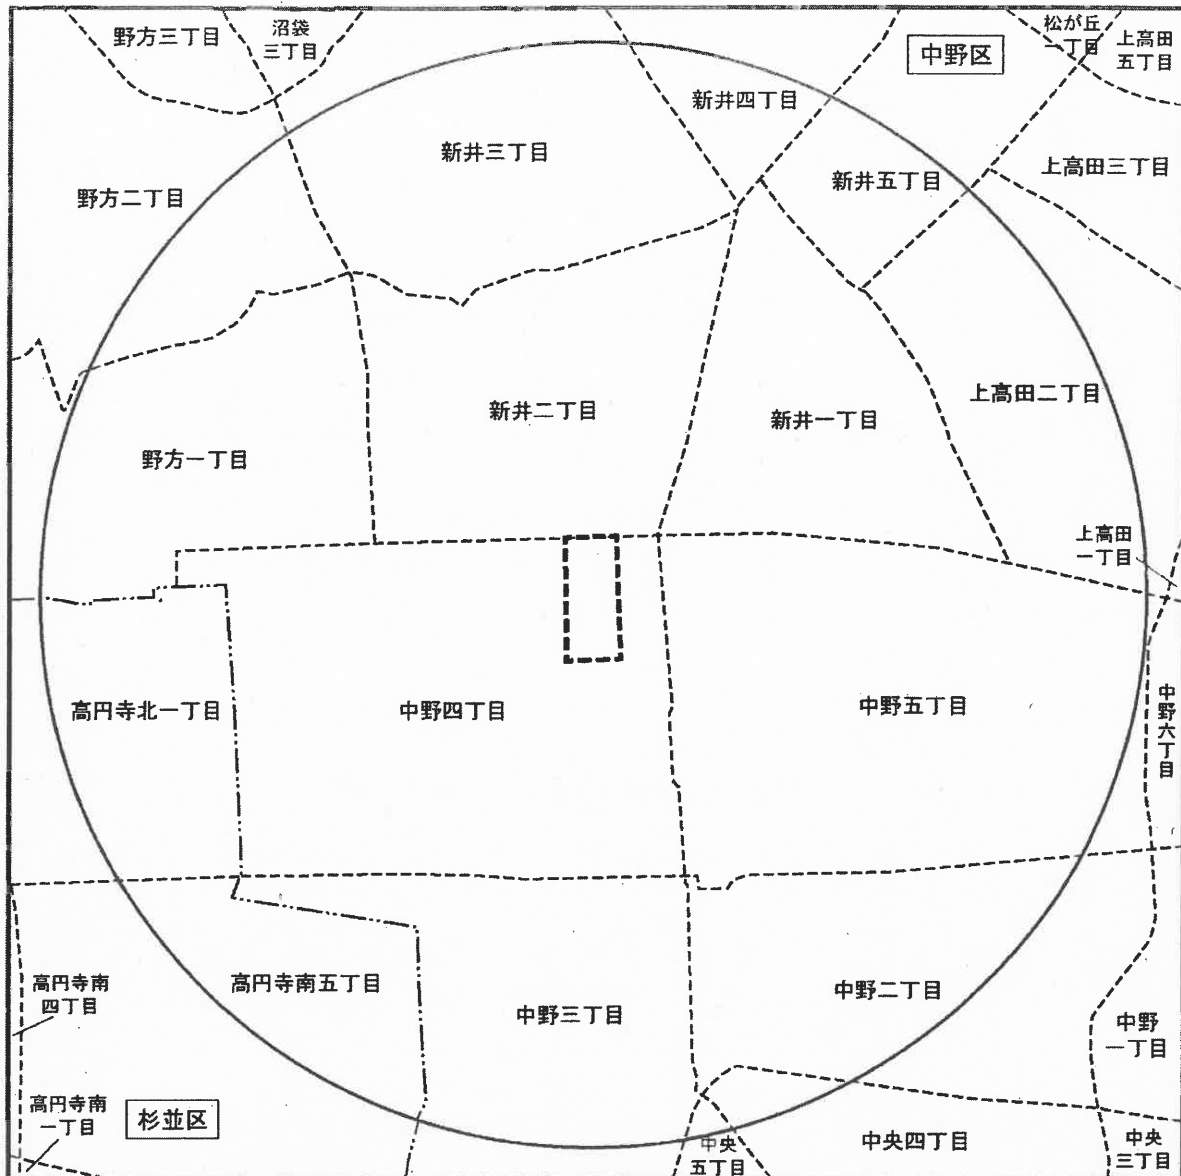 野方三丁目
沼袋
三丁目
中野区
松が丘
一丁目
上高田
五丁目
新井四丁目
新井三丁目
新井五丁目
上高田三丁目
野方二丁目
新井二丁目
新井一丁目
上高田二丁目
野方一丁目
上高田
一丁目
高円寺北一丁目
中野四丁目
中野五丁目
中野六丁目
高円寺南
四丁目
高円寺南五丁目
中野三丁目
中野二丁目
中野
一丁目
高円寺南
一丁目
杉並区
中央
五丁目
中央四丁目
中央
三丁目